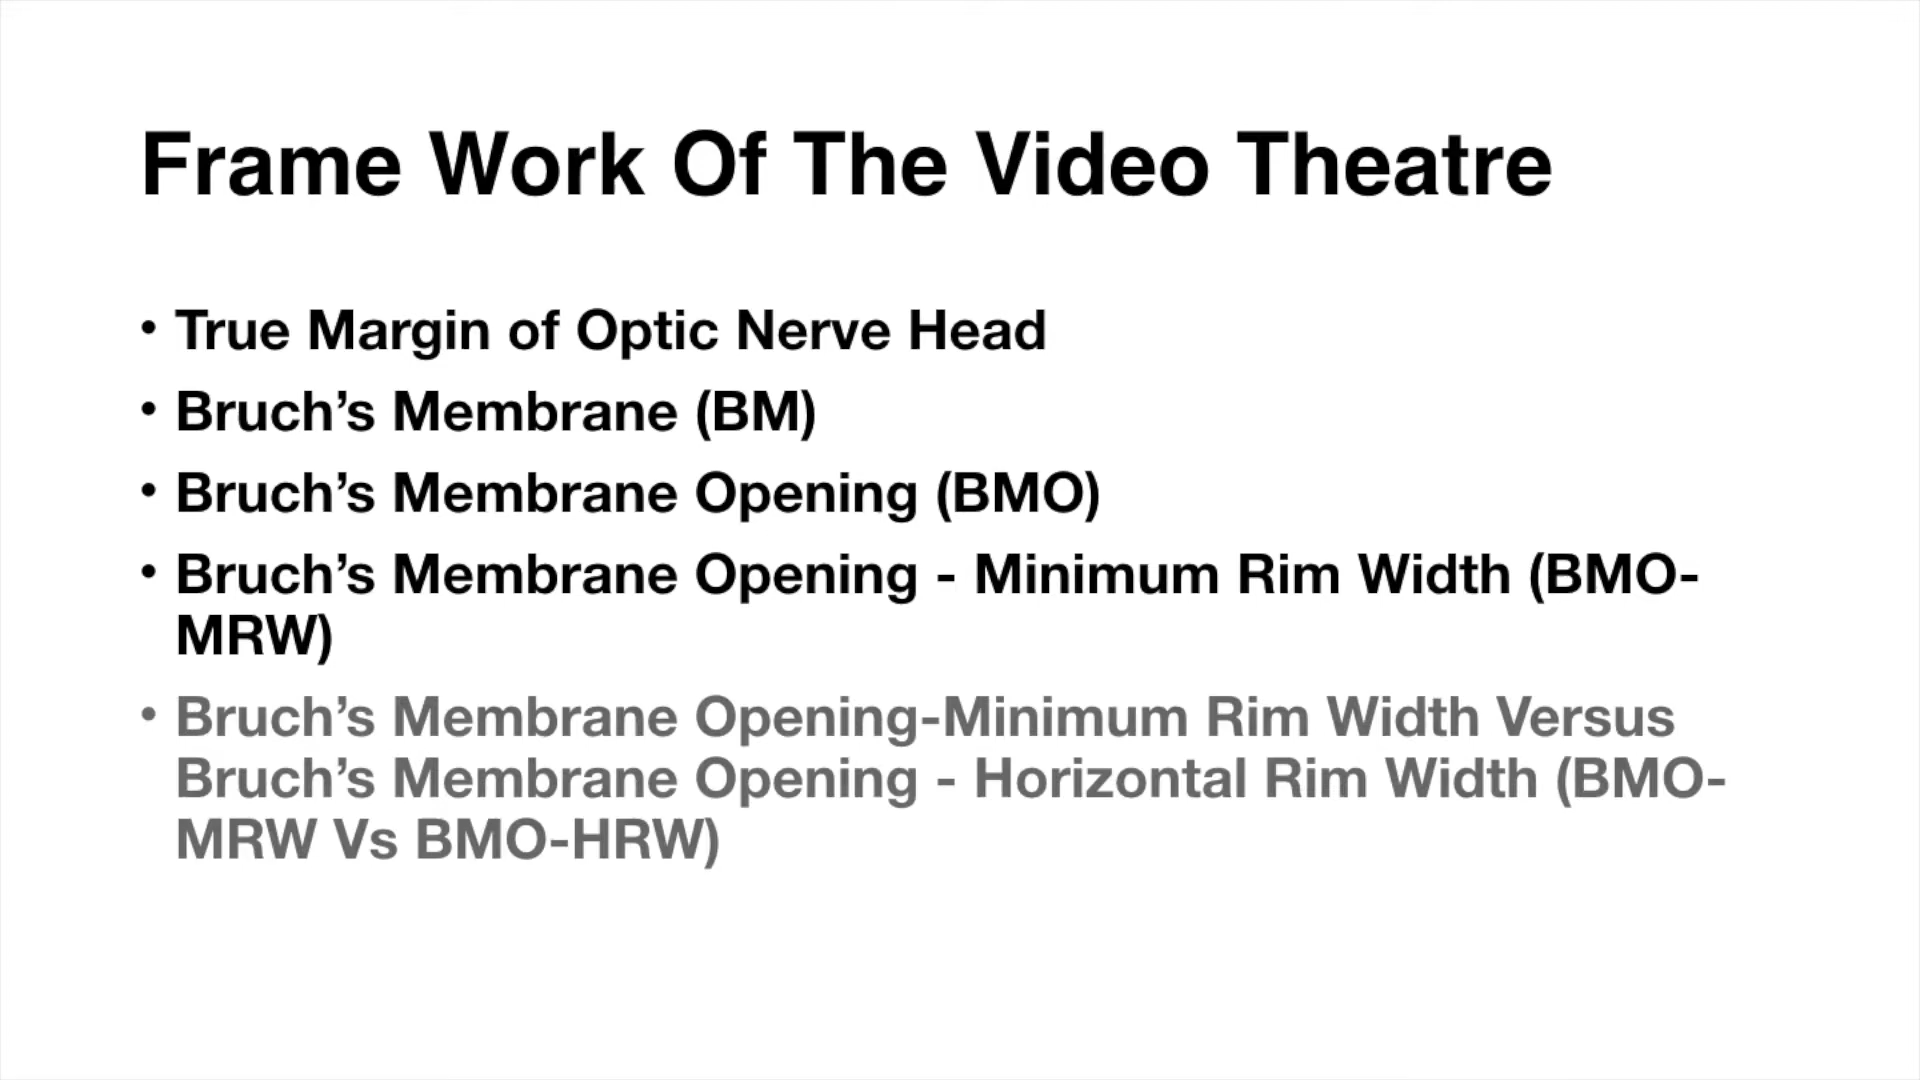 Frame Work Of The Video Theatre
• True Margin of Optic Nerve Head
• Bruch’s Membrane (BM)
• Bruch’s Membrane Opening (BMO)
• Bruch’s Membrane Opening - Minimum Rim Width (BMO-
MRW)
• Bruch’s Membrane Opening-Minimum Rim Width Versus
Bruch’s Membrane Opening - Horizontal Rim Width (BMO-
MRW Vs BMO-HRW)